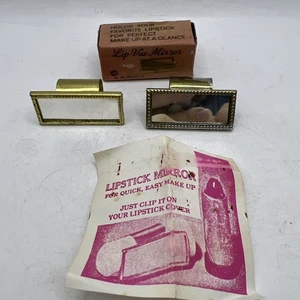 HOLDS YOUR
FAVORITE LIPSTICK
FOR PERFECT
MAKE UP AT A GLANCE
Lip-Vue Mirror
LIPSTICK MIRROR
FOR QUICK, EASY MAKE UP
JUST CLIP IT ON
YOUR LIPSTICK COVER